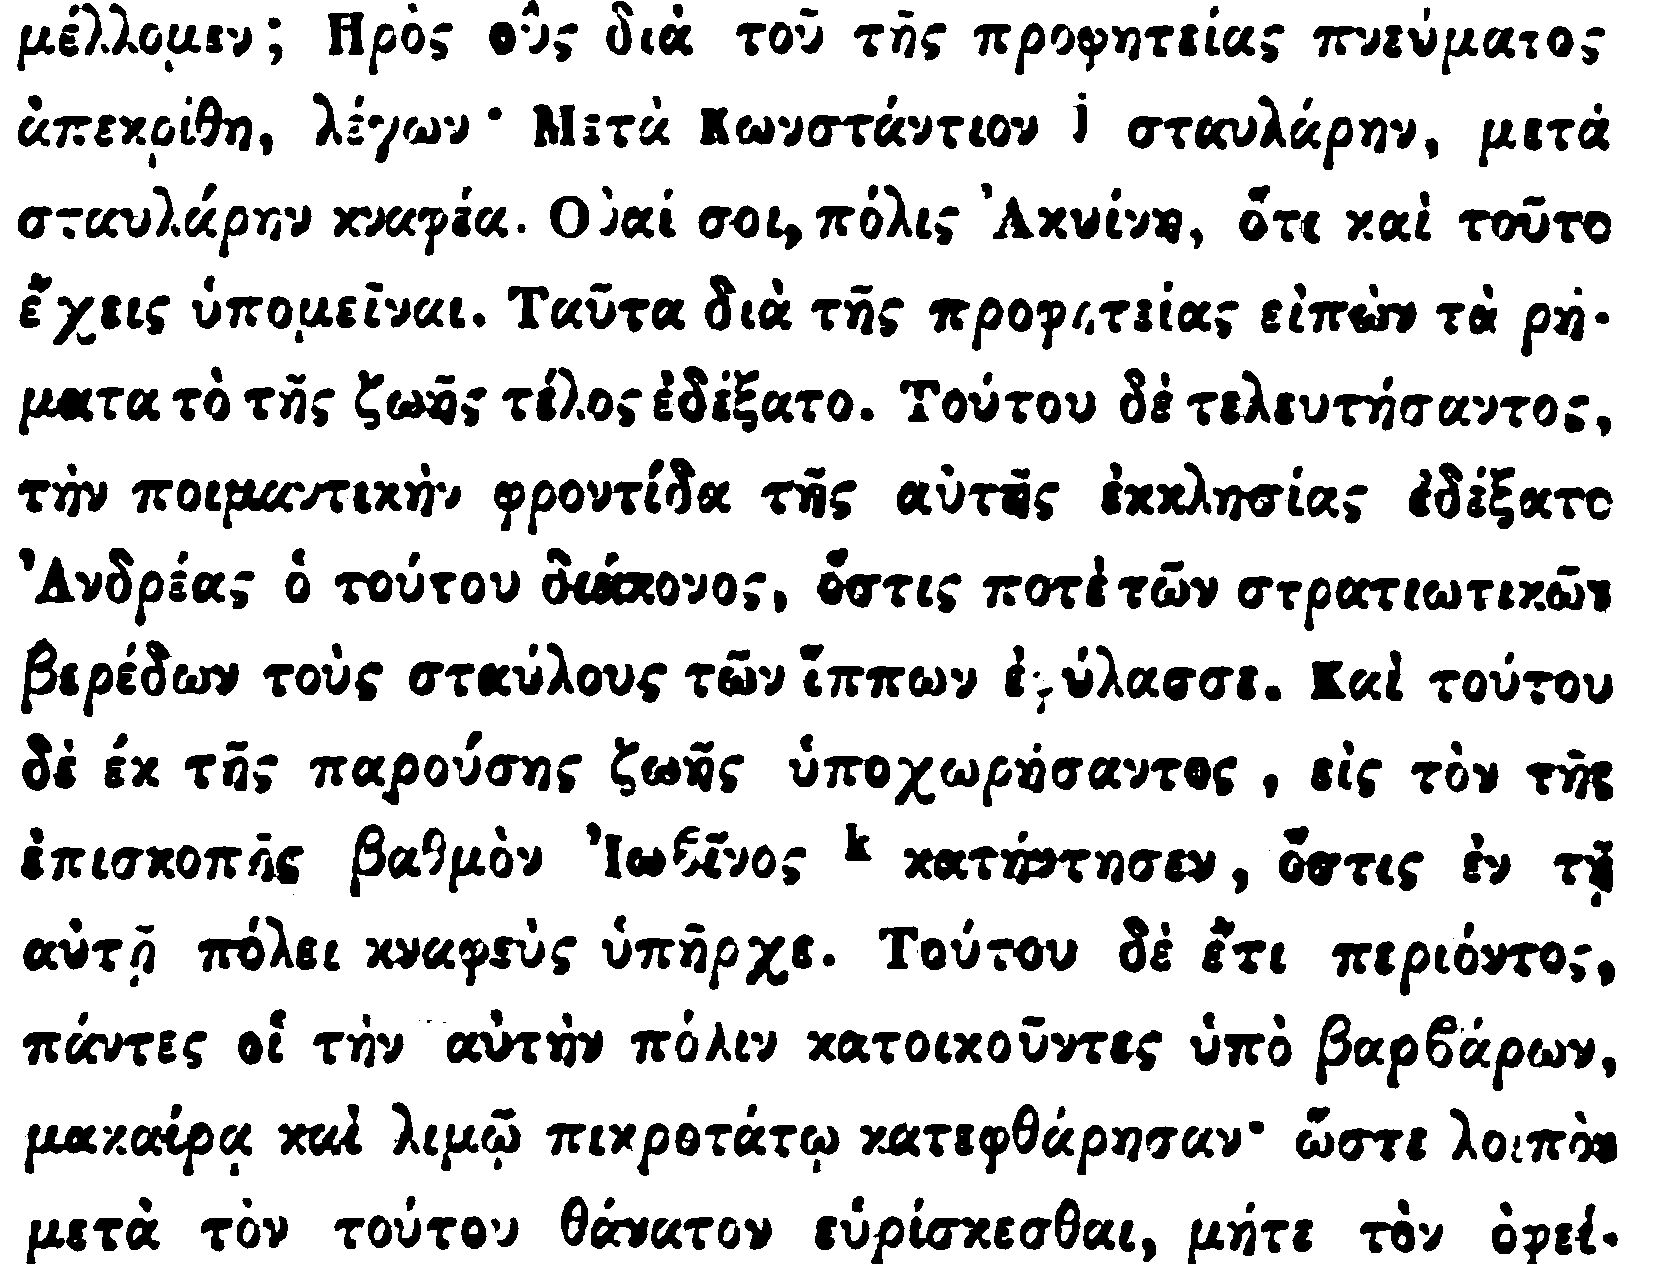 μέλλομεν; Πρὸς οὓς διὰ τοῦ τῆς προφητείας πνεύματος
ἀπεκρίθη, λέγων· Μετὰ Κωνστάντιον j σταυλάρην, μετὰ
σταυλάρην κναφέα. Οὐαί σοι, πόλις Ἀκυίνη, ὅτι καὶ τοῦτο
ἔχεις ὑπομεῖναι. Ταῦτα διὰ τῆς προφητείας εἰπὼν τὰ ρή-
ματα τὸ τῆς ζωῆς τέλος ἐδέξατο. Τούτου δὲ τελευτήσαντος,
τὴν ποιμαντικὴν φροντίδα τῆς αὐτῆς ἐκκλησίας ἐδέξατο
Ἀνδρέας ὁ τούτου διάκονος, ὅστις ποτὲ τῶν στρατιωτικῶν
βερέδων τοὺς σταύλους τῶν ἵππων ἐφύλασσε. Καὶ τούτου
δὲ ἐκ τῆς παρούσης ζωῆς ὑποχωρήσαντος, εἰς τὸν τῆς
ἐπισκοπῆς βαθμὸν Ἰωβῖνος k κατήντησεν, ὅστις ἐν τῇ
αὐτῇ πόλει κναφεὺς ὑπῆρχε. Τούτου δὲ ἔτι περιόντος,
πάντες οἱ τὴν αὐτὴν πόλιν κατοικοῦντες ὑπὸ βαρβάρων,
μακαίρᾳ καὶ λιμῷ πικροτάτῳ κατεφθάρησαν· ὥστε λοιπὸν
μετὰ τὸν τούτου θάνατον εὑρίσκεσθαι, μήτε τὸν ὀφεί-